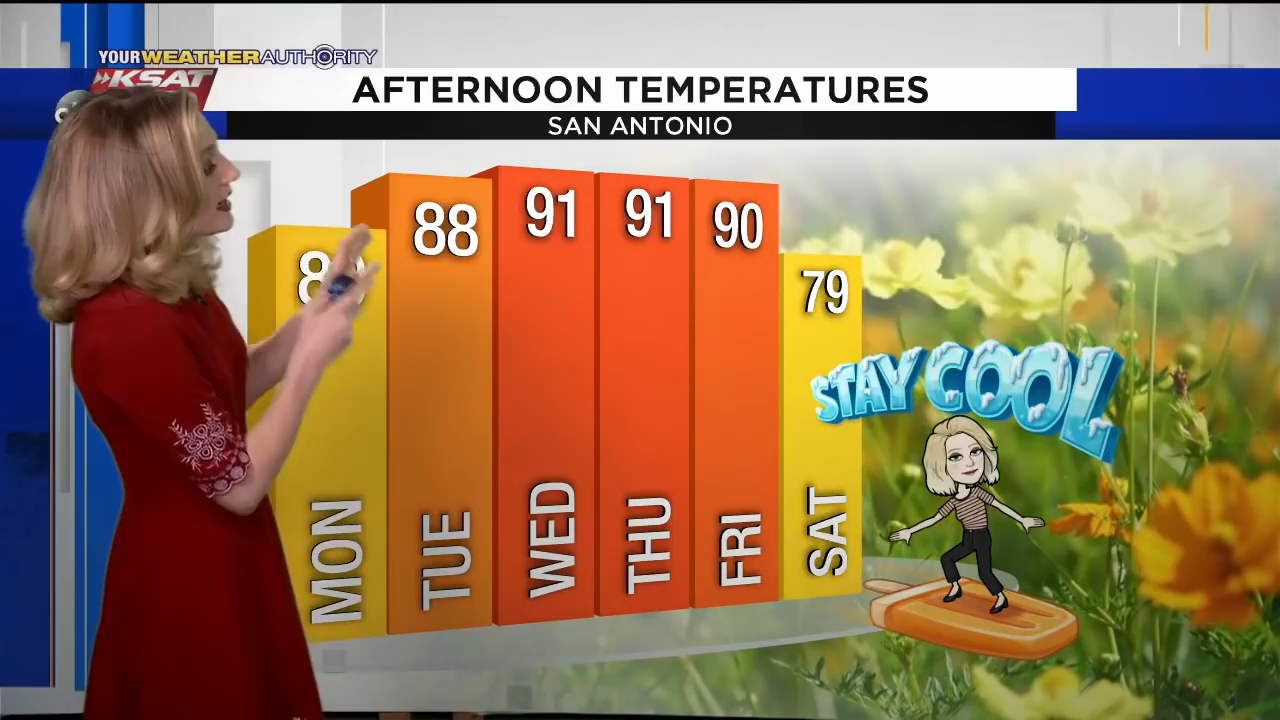 YOURWEATHERAUTHORITY
KSAT
AFTERNOON TEMPERATURES
SAN ANTONIO
88
91
91
90
79
STAY COOL
MON
TUE
WED
THU
FRI
SAT